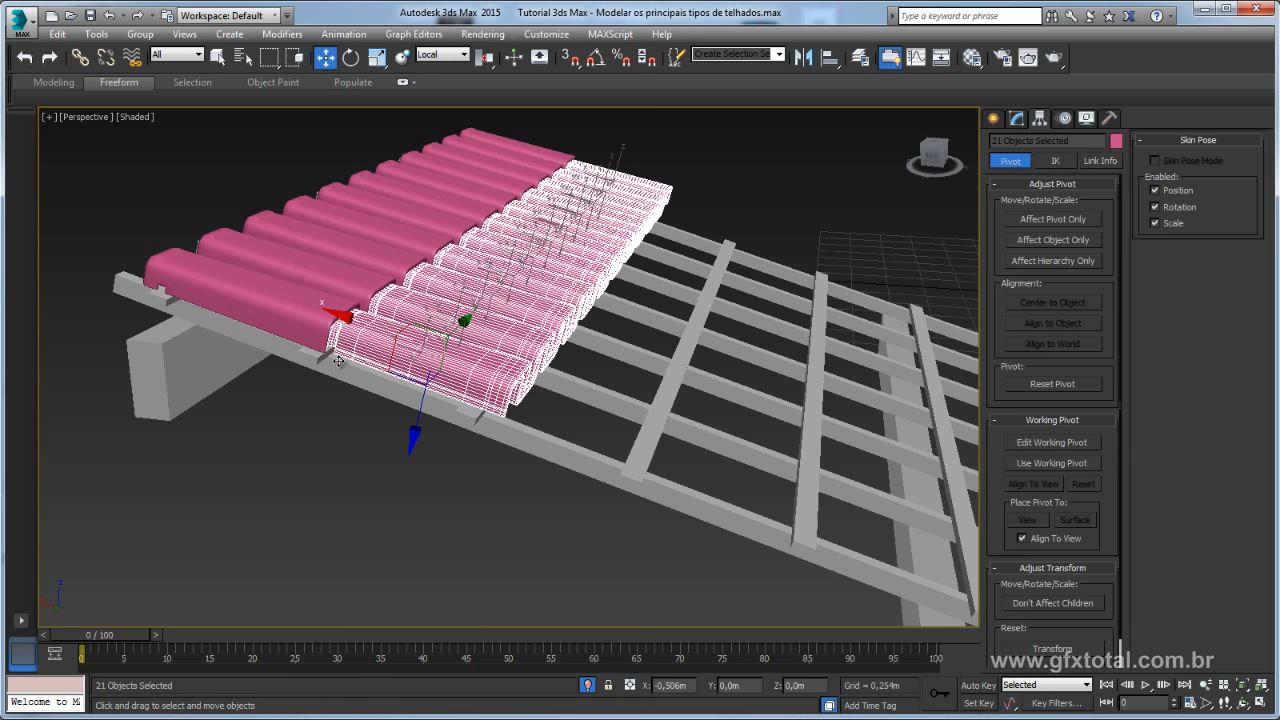 Workspace: Default
Autodesk 3ds Max 2015
Tutorial 3ds Max - Modelar os principais tipos de telhados.max
Type a keyword or phrase
MAX
Edit Tools Group Views Create Modifiers Animation Graph Editors Rendering Customize MAXScript Help
All
Local
Create Selection Se
Modeling Freeform Selection Object Paint Populate
[+] [Perspective] [Shaded]
21 Objects Selected
Pivot IK Link Info
Adjust Pivot
Move/Rotate/Scale:
Affect Pivot Only
Affect Object Only
Affect Hierarchy Only
Alignment:
Center to Object
Align to Object
Align to World
Pivot:
Reset Pivot
Working Pivot
Edit Working Pivot
Use Working Pivot
Align To View Reset
Place Pivot To:
View Surface
Align To View
Adjust Transform
Move/Rotate/Scale:
Don't Affect Children
Reset:
Transform
Skin Pose
Skin Pose Mode
Enabled:
Position
Rotation
Scale
x
z
z
www.gfxtotal.com.br
< 0 / 100 >
0 5 10 15 20 25 30 35 40 45 50 55 60 65 70 75 80 85 90 95 100
21 Objects Selected
X: -0,506m Y: 0,0m Z: 0,0m Grid = 0,254m
Auto Key Selected
Welcome to M
Click and drag to select and move objects
Add Time Tag
Set Key Key Filters...
0